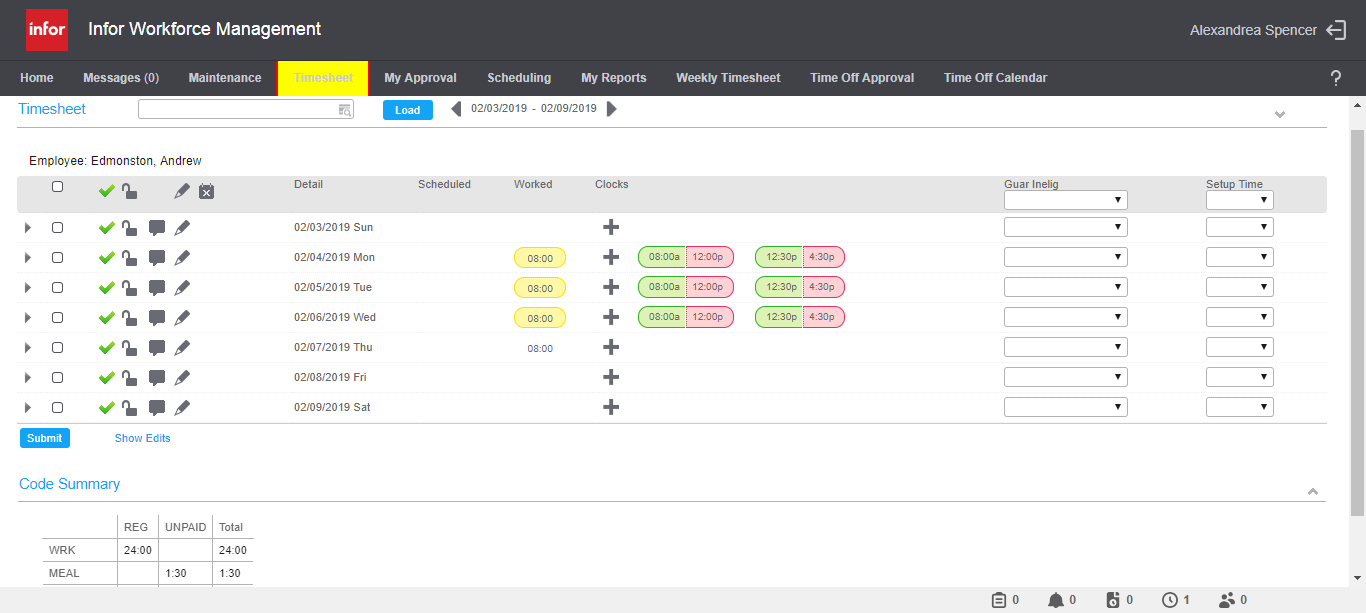 infor Infor Workforce Management Alexandrea Spencer
Home Messages (0) Maintenance Timesheet My Approval Scheduling My Reports Weekly Timesheet Time Off Approval Time Off Calendar ?
Timesheet Load 02/03/2019 - 02/09/2019
Employee: Edmonston, Andrew
Detail Scheduled Worked Clocks Guar Inelig Setup Time
02/03/2019 Sun
02/04/2019 Mon 08:00 08:00a 12:00p 12:30p 4:30p
02/05/2019 Tue 08:00 08:00a 12:00p 12:30p 4:30p
02/06/2019 Wed 08:00 08:00a 12:00p 12:30p 4:30p
02/07/2019 Thu 08:00
02/08/2019 Fri
02/09/2019 Sat
Submit Show Edits
Code Summary
REG UNPAID Total
WRK 24:00 24:00
MEAL 1:30 1:30
0 0 0 1 0